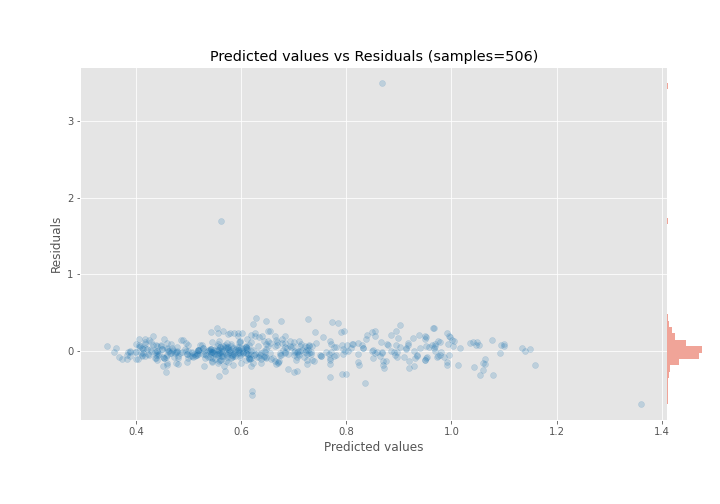 Predicted values vs Residuals (samples=506)
3
2
1
0
Residuals
0.4 0.6 0.8 1.0 1.2 1.4
Predicted values